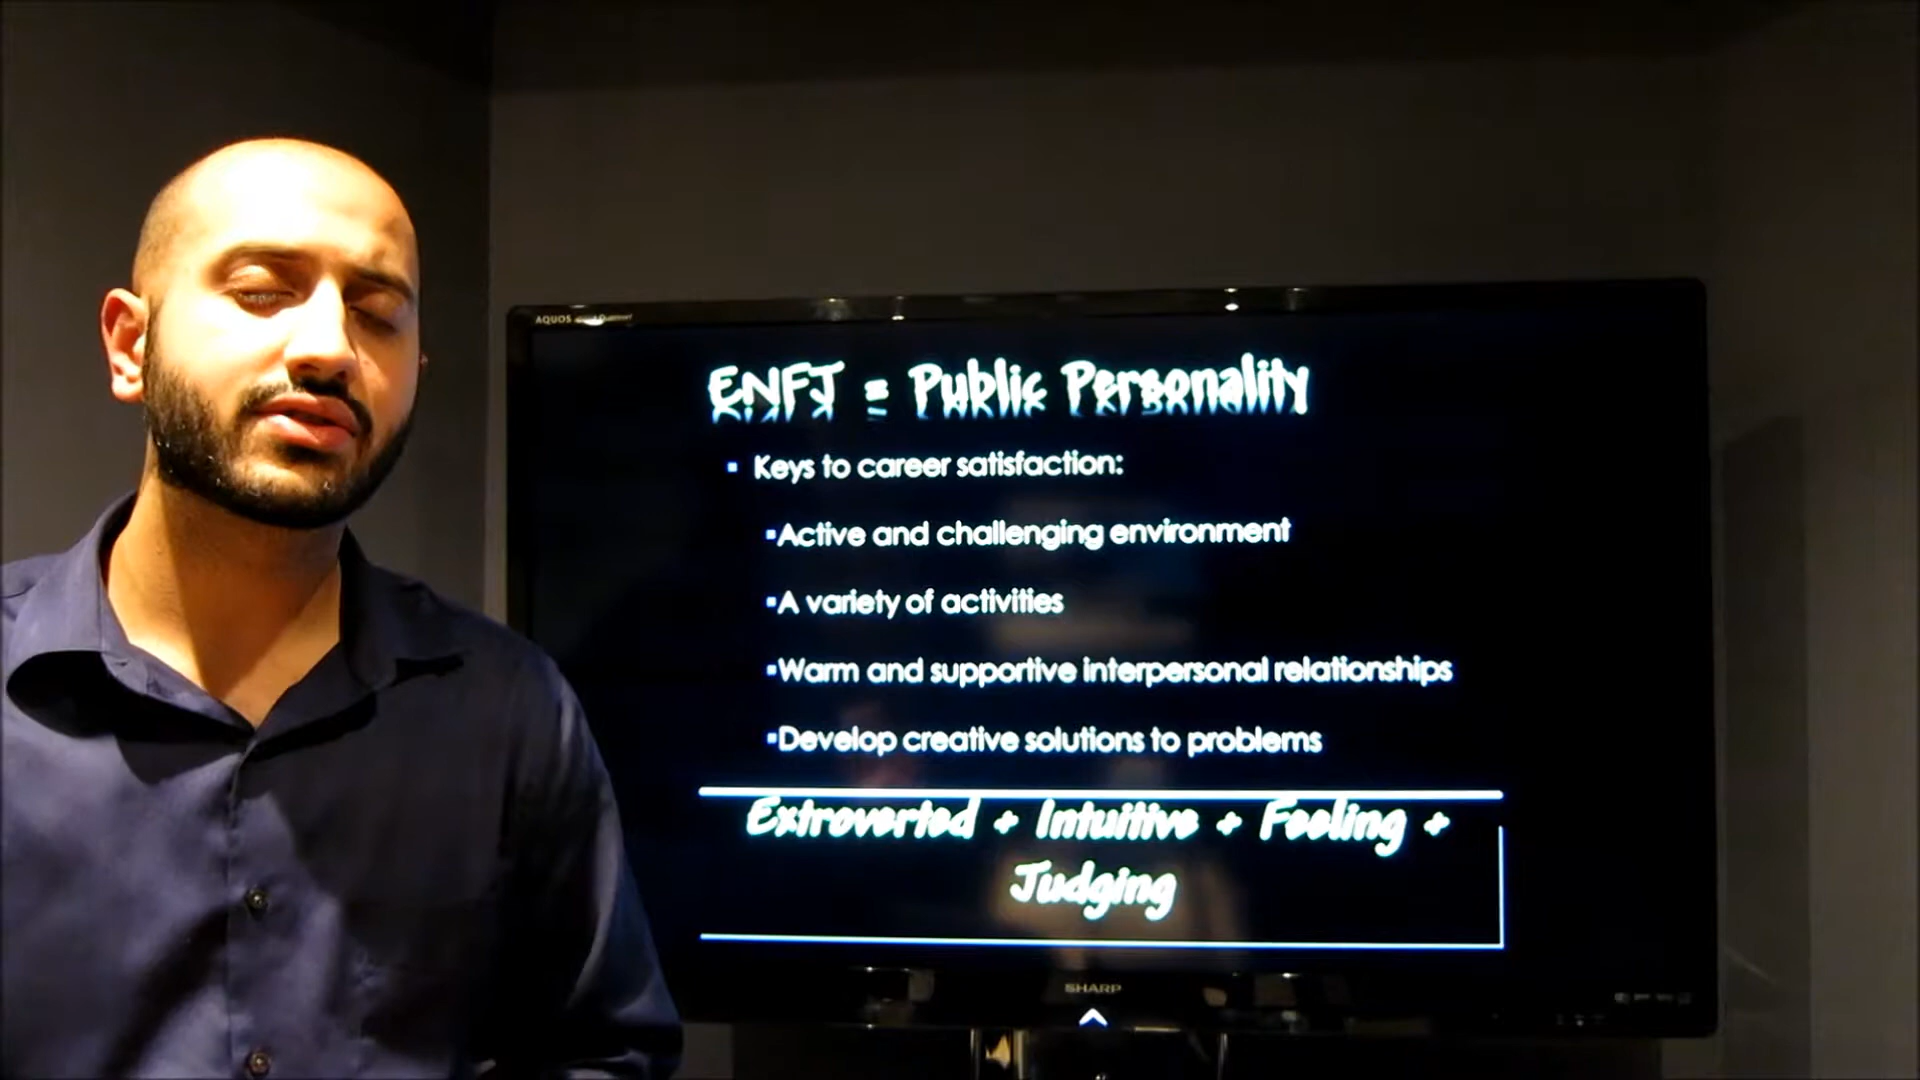 AQUOS
ENFJ = Public Personality
▪ Keys to career satisfaction:
▪Active and challenging environment
▪A variety of activities
▪Warm and supportive interpersonal relationships
▪Develop creative solutions to problems
Extroverted + Intuitive + Feeling +
Judging
SHARP